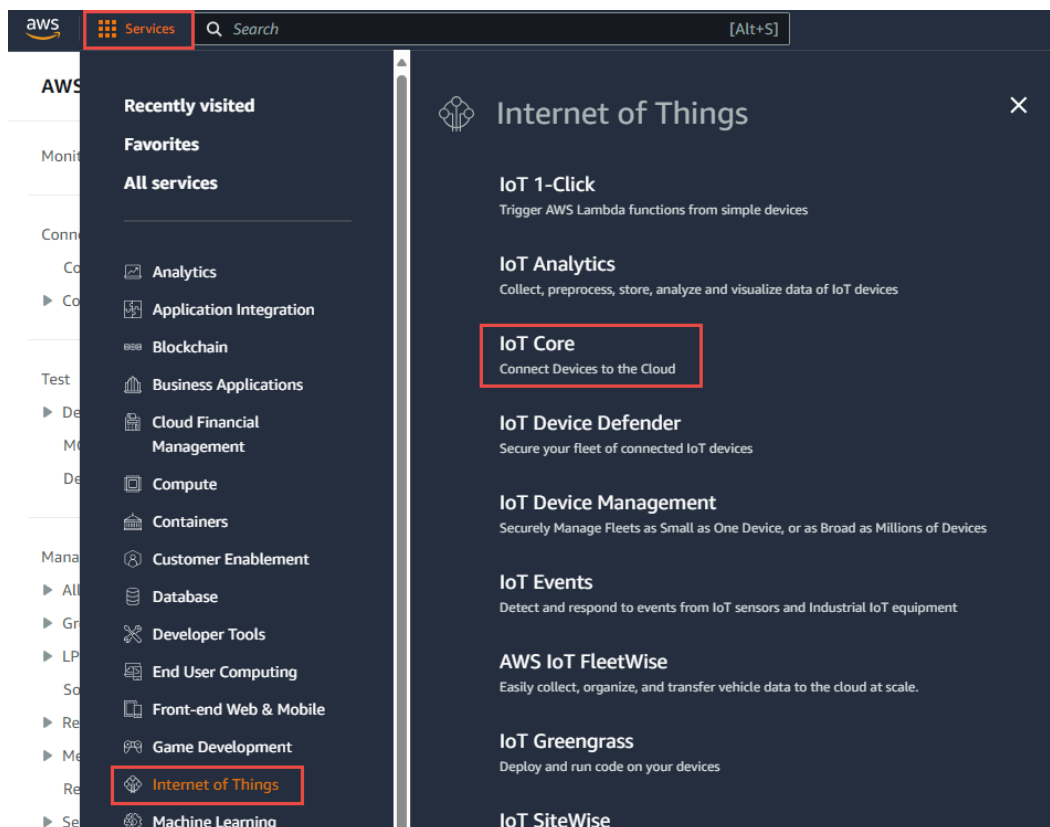 aws
Services
Search
[Alt+S]
AWS
Monit
Conn
Co
Co
Test
De
M
De
Mana
All
Gr
LP
So
Re
Me
Re
Se
Recently visited
Favorites
All services
Analytics
Application Integration
Blockchain
Business Applications
Cloud Financial
Management
Compute
Containers
Customer Enablement
Database
Developer Tools
End User Computing
Front-end Web & Mobile
Game Development
Internet of Things
Machine Learning
Internet of Things
IoT 1-Click
Trigger AWS Lambda functions from simple devices
IoT Analytics
Collect, preprocess, store, analyze and visualize data of IoT devices
IoT Core
Connect Devices to the Cloud
IoT Device Defender
Secure your fleet of connected IoT devices
IoT Device Management
Securely Manage Fleets as Small as One Device, or as Broad as Millions of Devices
IoT Events
Detect and respond to events from IoT sensors and Industrial IoT equipment
AWS IoT FleetWise
Easily collect, organize, and transfer vehicle data to the cloud at scale.
IoT Greengrass
Deploy and run code on your devices
IoT SiteWise